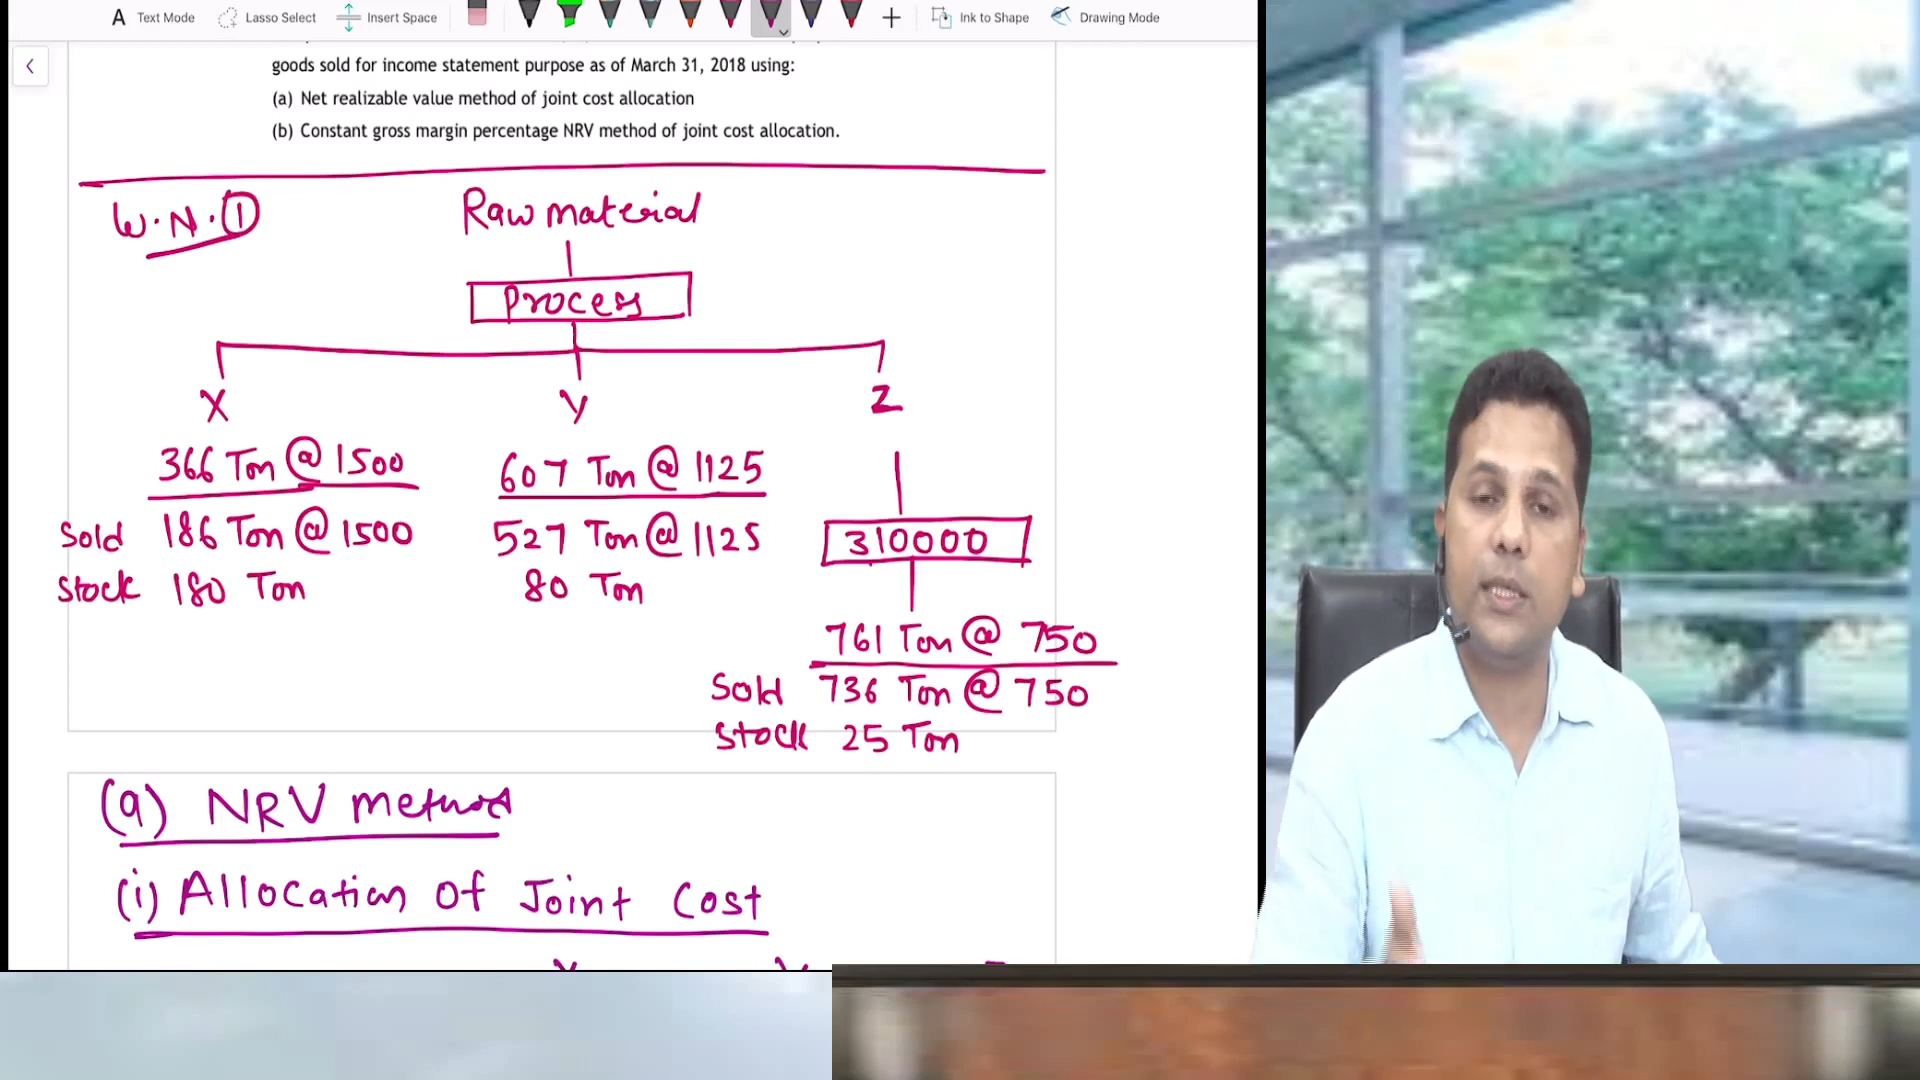 A Text Mode Lasso Select Insert Space Ink to Shape Drawing Mode
goods sold for income statement purpose as of March 31, 2018 using:
(a) Net realizable value method of joint cost allocation
(b) Constant gross margin percentage NRV method of joint cost allocation.
W.N.① Raw material
Process
X Y Z
366 Ton @ 1500 607 Ton @ 1125
Sold 186 Ton @ 1500 527 Ton @ 1125 310000
Stock 180 Ton 80 Ton
761 Ton @ 750
Sold 736 Ton @ 750
Stock 25 Ton
(a) NRV method
(i) Allocation of Joint Cost